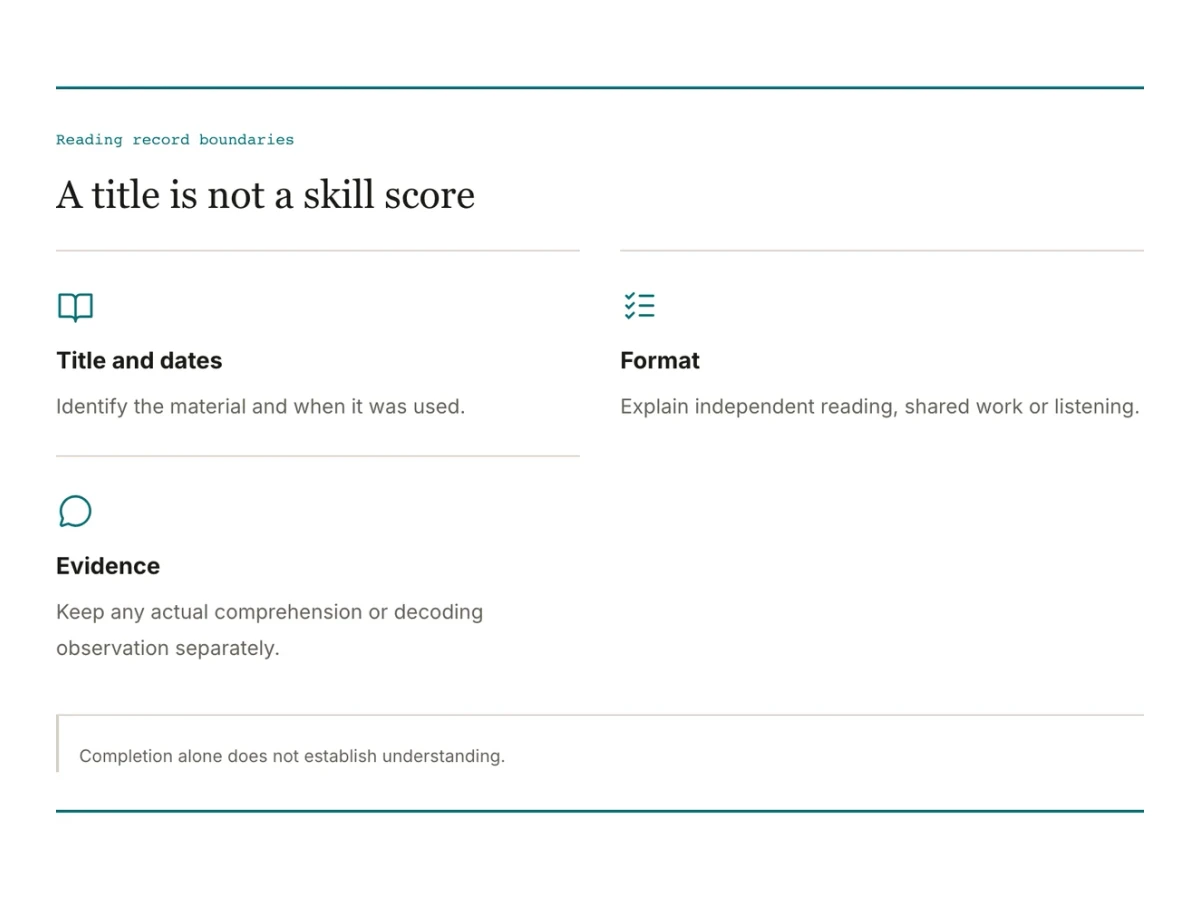 Reading record boundaries
A title is not a skill score
Title and dates
Identify the material and when it was used.
Format
Explain independent reading, shared work or listening.
Evidence
Keep any actual comprehension or decoding
observation separately.
Completion alone does not establish understanding.